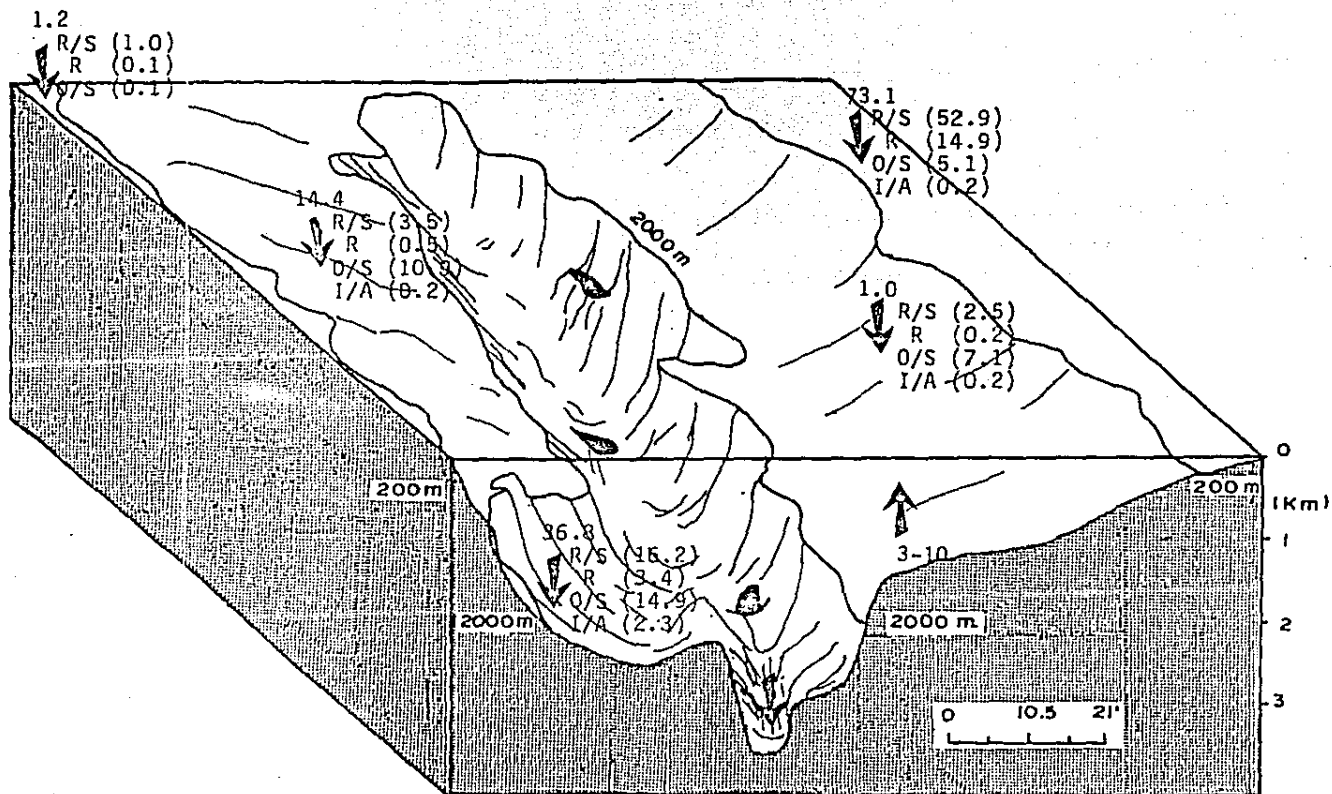 1.2
R/S (1.0)
R (0.1)
O/S (0.1)
73.1
R/S (52.9)
R (14.9)
O/S (5.1)
I/A (0.2)
14.4
R/S (3.5)
R (0.5)
O/S (10.9)
I/A (0.2)
2000m
1.0
R/S (2.5)
R (0.2)
O/S (7.1)
I/A (0.2)
0
200m
200m
(Km)
1
36.8
R/S (16.2)
R (3.4)
O/S (14.9)
I/A (2.3)
3-10
2000m
2000 m
2
3
0 10.5 21'